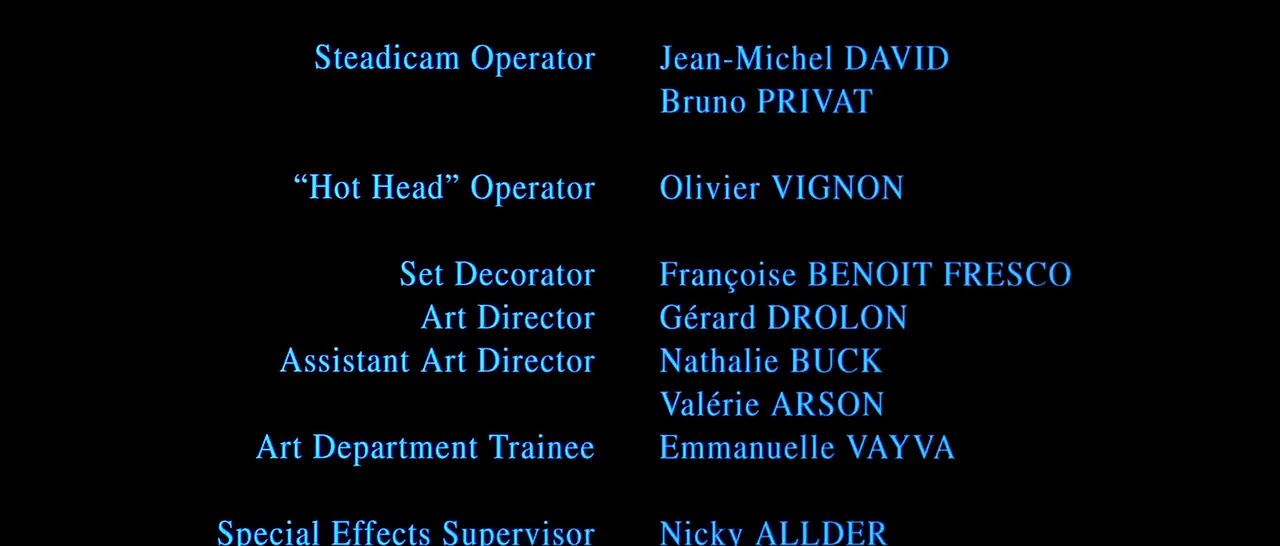 Steadicam Operator Jean-Michel DAVID
Bruno PRIVAT
“Hot Head” Operator Olivier VIGNON
Set Decorator Françoise BENOIT FRESCO
Art Director Gérard DROLON
Assistant Art Director Nathalie BUCK
Valérie ARSON
Art Department Trainee Emmanuelle VAYVA
Special Effects Supervisor Nicky ALLDER